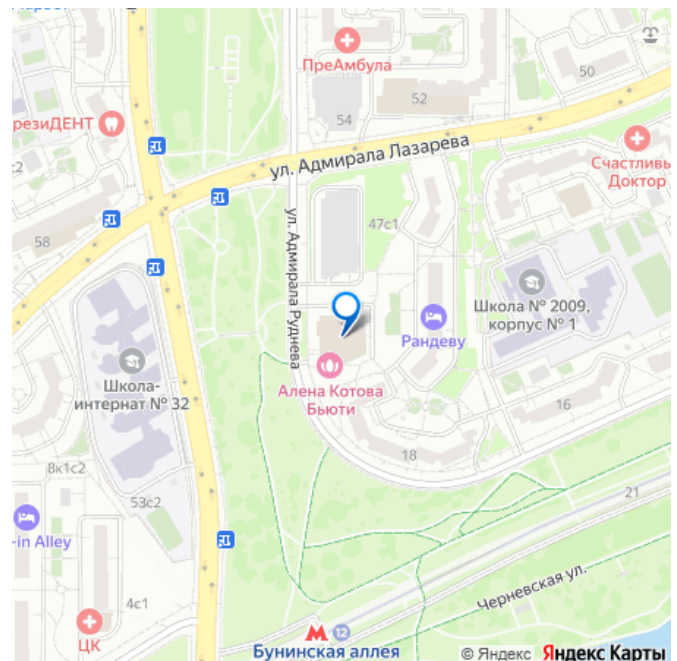 ПреАмбула
50
52
54
резиДЕНТ
ул. Адмирала Лазарева
Счастливь
Доктор
47с1
ул. Адмирала Руднева
58
Школа № 2009,
корпус № 1
Рандеву
Школа-
интернат № 32
Алена Котова
Бьюти
16
18
8к1с2
21
53с2
-in Alley
Черневская ул.
4с1
ЦК
М 12
Бунинская аллея
© Яндекс Яндекс Карты